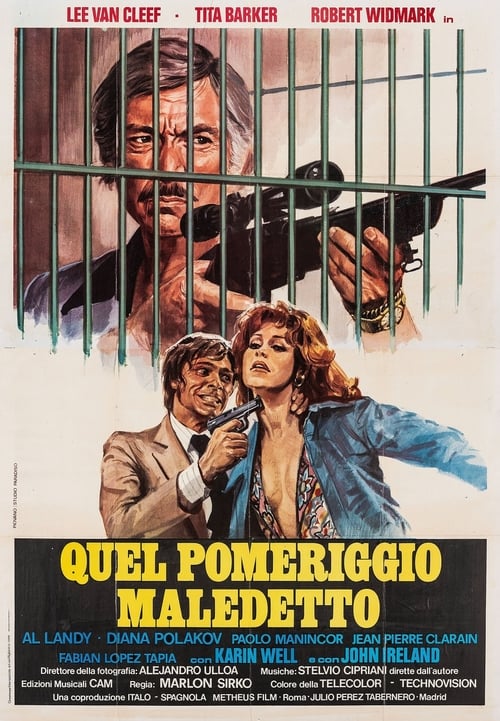 LEE VAN CLEEF · TITA BARKER ROBERT WIDMARK in
PIOVANO - STUDIO PARADISO
QUEL POMERIGGIO
MALEDETTO
AL LANDY - DIANA POLAKOV PAOLO MANINCOR JEAN PIERRE CLARAIN
FABIAN LOPEZ TAPIA con KARIN WELL e con JOHN IRELAND
Direttore della fotografia: ALEJANDRO ULLOA Musiche: STELVIO CIPRIANI dirette dall'autore
Edizioni Musicali CAM Regia: MARLON SIRKO Colore della TELECOLOR - TECHNOVISION
Una coproduzione ITALO - SPAGNOLA METHEUS FILM - Roma - JULIO PEREZ TABERNERO - Madrid